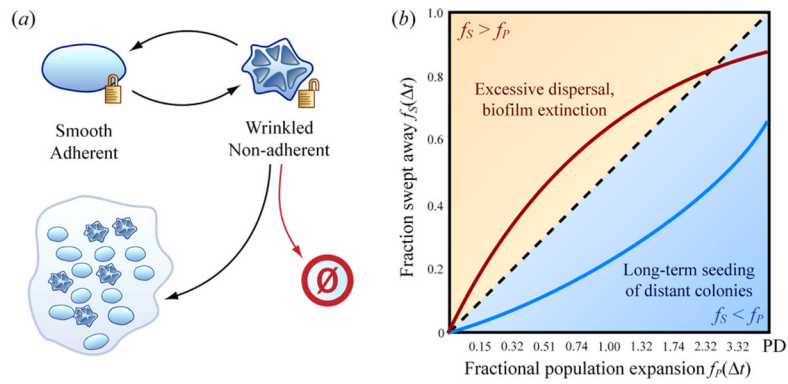 (a)
Smooth
Adherent
Wrinkled
Non-adherent
Ø
(b)
Fraction swept away fS(Δt)
1.0
0.8
0.6
0.4
0.2
0
fS > fP
Excessive dispersal,
biofilm extinction
Long-term seeding
of distant colonies
fS < fP
0.15 0.32 0.51 0.74 1.00 1.32 1.74 2.32 3.32 PD
Fractional population expansion fP(Δt)